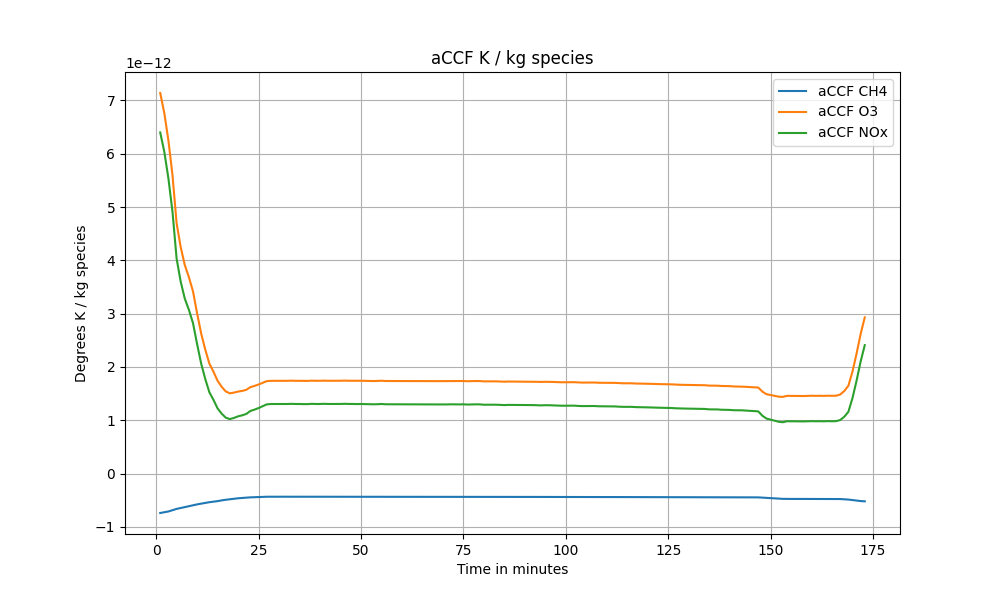 aCCF K / kg species
1e−12
aCCF CH4
aCCF O3
aCCF NOx
Degrees K / kg species
7
6
5
4
3
2
1
0
−1
0 25 50 75 100 125 150 175
Time in minutes